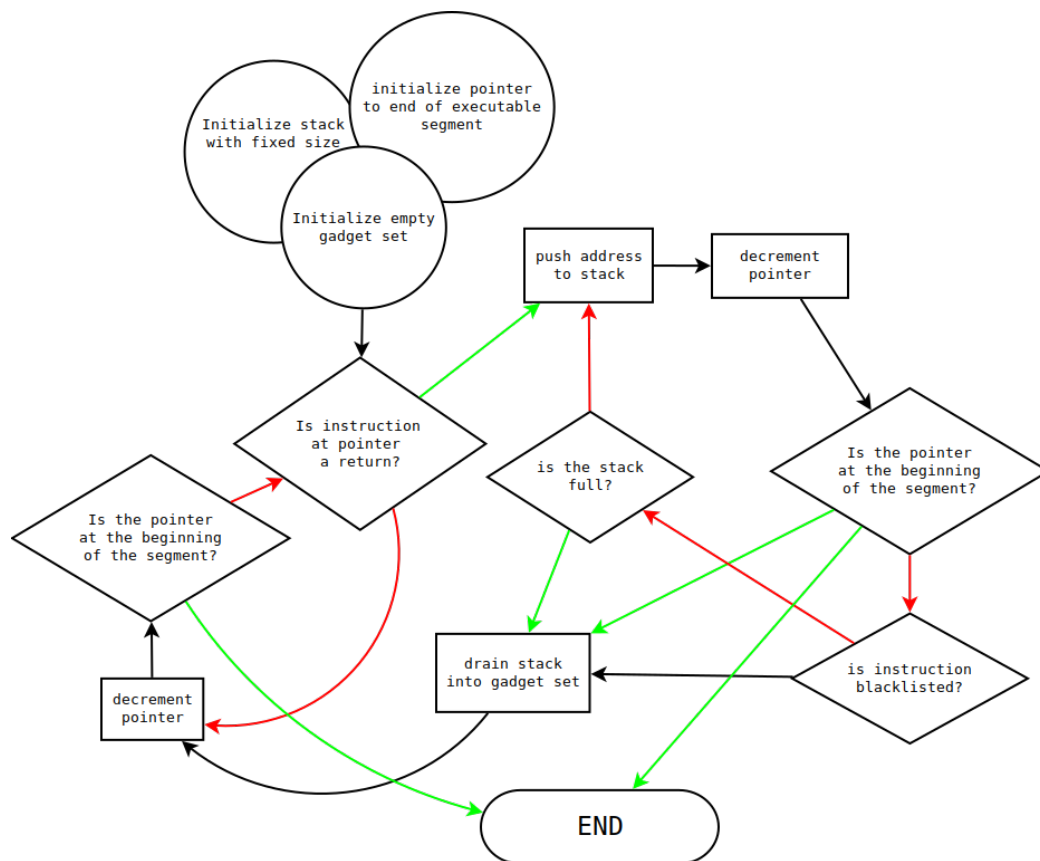 initialize pointer
to end of executable
segment
Initialize stack
with fixed size
Initialize empty
gadget set
push address
to stack
decrement
pointer
Is instruction
at pointer
a return?
is the stack
full?
Is the pointer
at the beginning
of the segment?
Is the pointer
at the beginning
of the segment?
drain stack
into gadget set
is instruction
blacklisted?
decrement
pointer
END